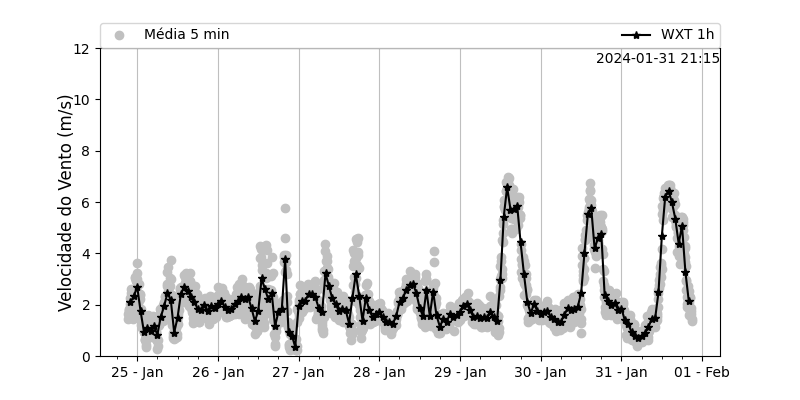 Média 5 min
WXT 1h
2024-01-31 21:15
Velocidade do Vento (m/s)
12
10
8
6
4
2
0
25 - Jan
26 - Jan
27 - Jan
28 - Jan
29 - Jan
30 - Jan
31 - Jan
01 - Feb